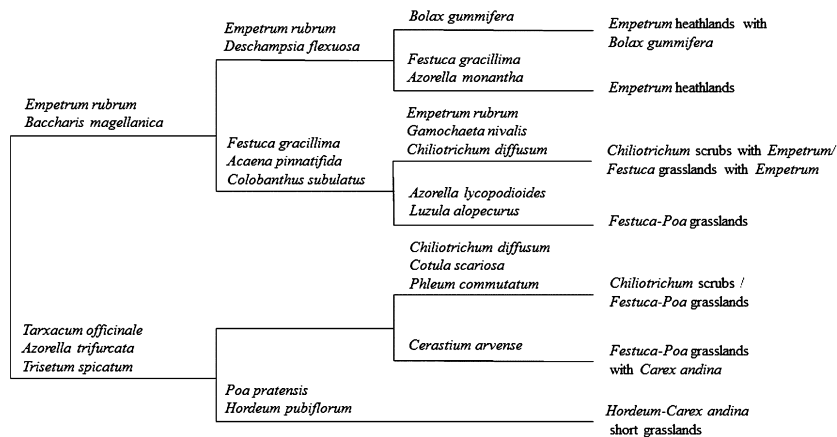 Bolax gummifera
Empetrum rubrum
Deschampsia flexuosa
Empetrum heathlands with
Bolax gummifera
Festuca gracillima
Azorella monantha
Empetrum heathlands
Empetrum rubrum
Baccharis magellanica
Empetrum rubrum
Gamochaeta nivalis
Chiliotrichum diffusum
Festuca gracillima
Acaena pinnatifida
Colobanthus subulatus
Chiliotrichum scrubs with Empetrum/
Festuca grasslands with Empetrum
Azorella lycopodioides
Luzula alopecurus
Festuca-Poa grasslands
Chiliotrichum diffusum
Cotula scariosa
Phleum commutatum
Chiliotrichum scrubs /
Festuca-Poa grasslands
Tarxacum officinale
Azorella trifurcata
Trisetum spicatum
Cerastium arvense
Festuca-Poa grasslands
with Carex andina
Poa pratensis
Hordeum pubiflorum
Hordeum-Carex andina
short grasslands